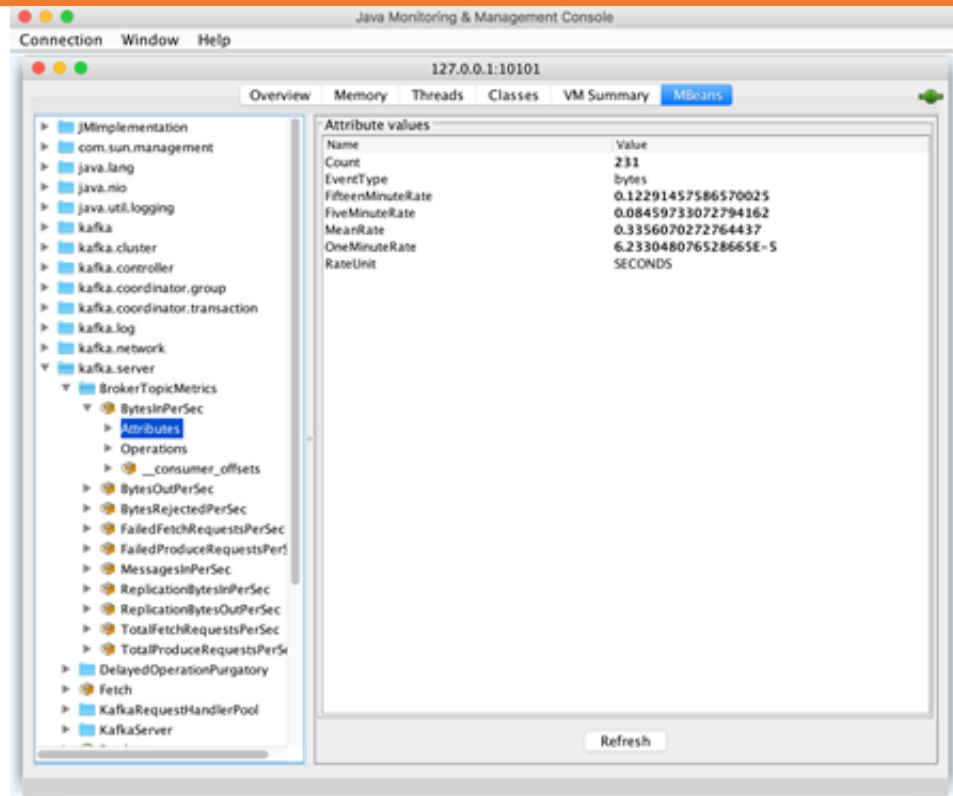 Java Monitoring & Management Console
Connection Window Help
127.0.0.1:10101
Overview Memory Threads Classes VM Summary MBeans
JMImplementation
com.sun.management
java.lang
java.nio
java.util.logging
kafka
kafka.cluster
kafka.controller
kafka.coordinator.group
kafka.coordinator.transaction
kafka.log
kafka.network
kafka.server
BrokerTopicMetrics
BytesInPerSec
Attributes
Operations
__consumer_offsets
BytesOutPerSec
BytesRejectedPerSec
FailedFetchRequestsPerSec
FailedProduceRequestsPerS
MessagesInPerSec
ReplicationBytesInPerSec
ReplicationBytesOutPerSec
TotalFetchRequestsPerSec
TotalProduceRequestsPerSe
DelayedOperationPurgatory
Fetch
KafkaRequestHandlerPool
KafkaServer
Attribute values
Name Value
Count 231
EventType bytes
FifteenMinuteRate 0.12291457586570025
FiveMinuteRate 0.08459733072794162
MeanRate 0.3356070272764437
OneMinuteRate 6.233048076528665E-5
RateUnit SECONDS
Refresh